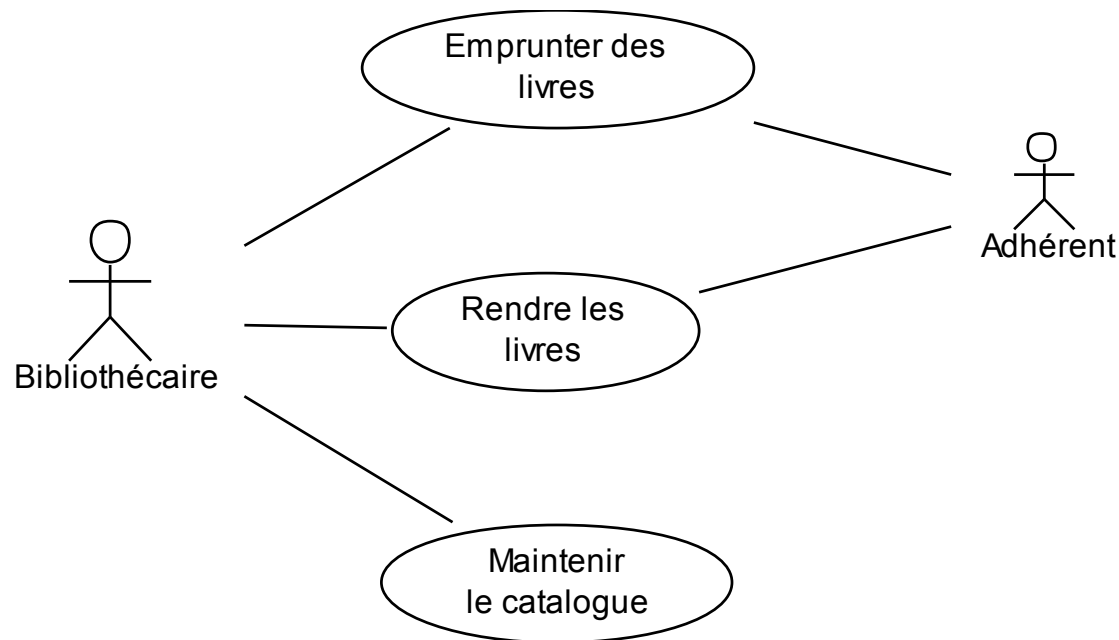 Emprunter des
livres
Adhérent
Rendre les
livres
Bibliothécaire
Maintenir
le catalogue